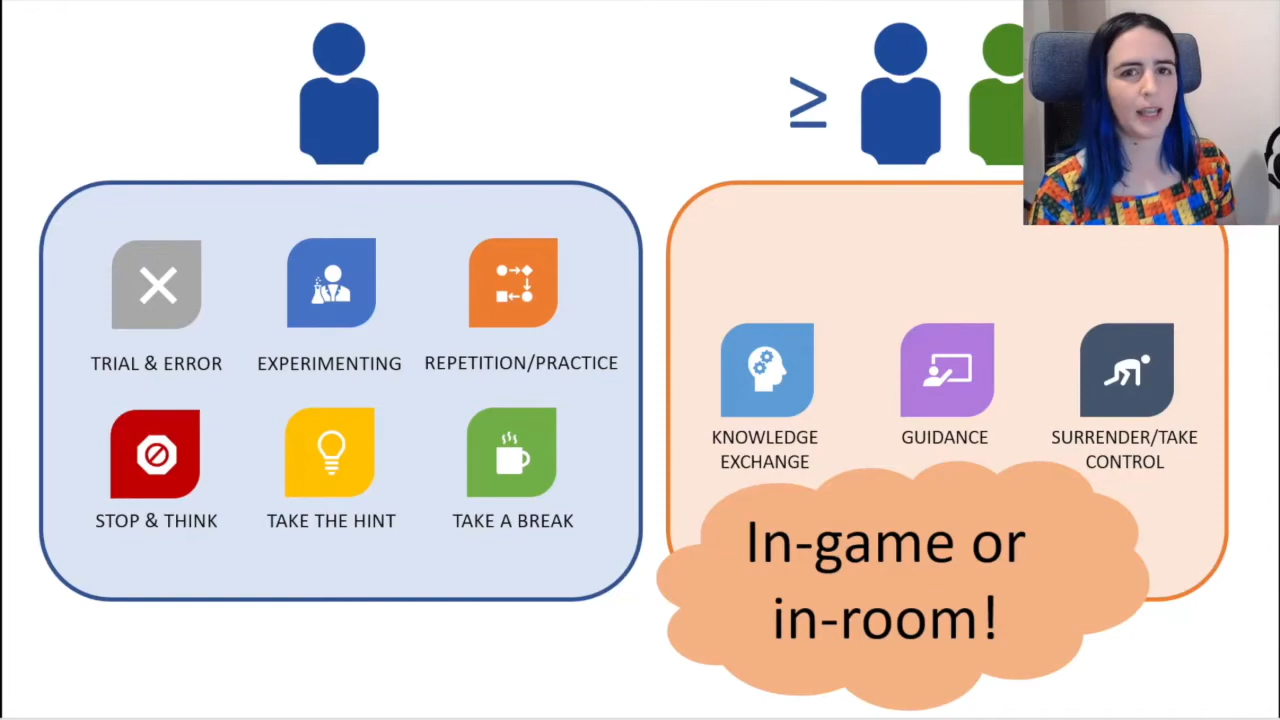 ≥
TRIAL & ERROR
EXPERIMENTING
REPETITION/PRACTICE
STOP & THINK
TAKE THE HINT
TAKE A BREAK
KNOWLEDGE
EXCHANGE
GUIDANCE
SURRENDER/TAKE
CONTROL
In-game or
in-room!